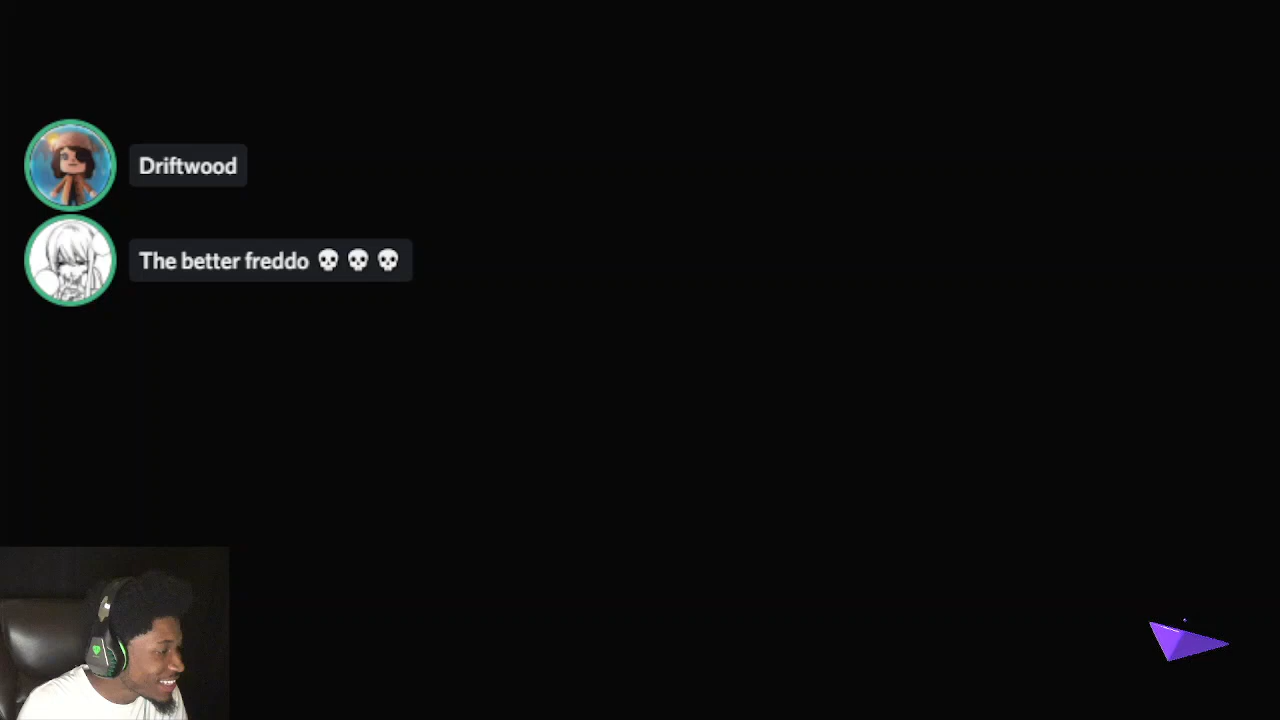 Driftwood
The better freddo 💀 💀 💀